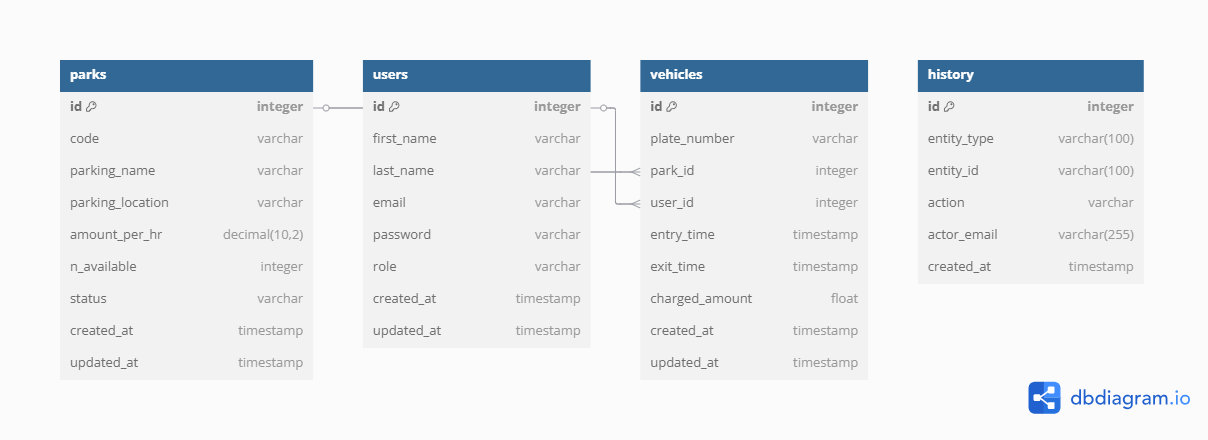 parks
id integer
code varchar
parking_name varchar
parking_location varchar
amount_per_hr decimal(10,2)
n_available integer
status varchar
created_at timestamp
updated_at timestamp
users
id integer
first_name varchar
last_name varchar
email varchar
password varchar
role varchar
created_at timestamp
updated_at timestamp
vehicles
id integer
plate_number varchar
park_id integer
user_id integer
entry_time timestamp
exit_time timestamp
charged_amount float
created_at timestamp
updated_at timestamp
history
id integer
entity_type varchar(100)
entity_id varchar(100)
action varchar
actor_email varchar(255)
created_at timestamp
dbdiagram.io